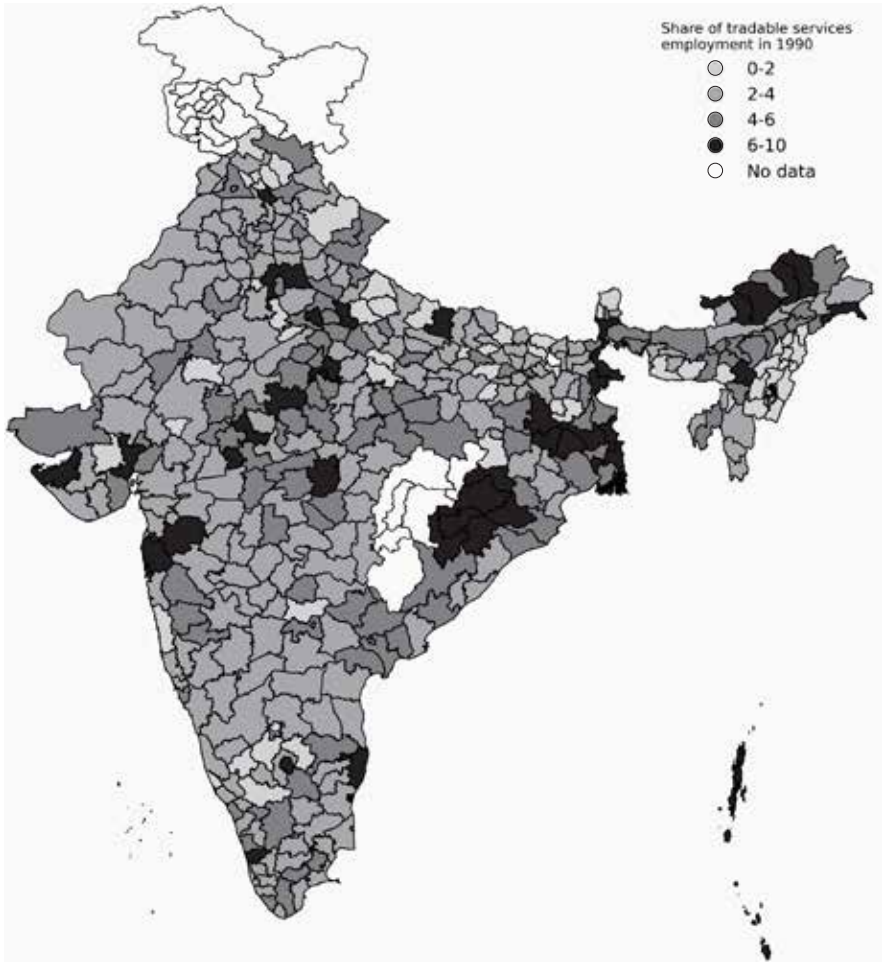 Share of tradable services
employment in 1990
0-2
2-4
4-6
6-10
No data